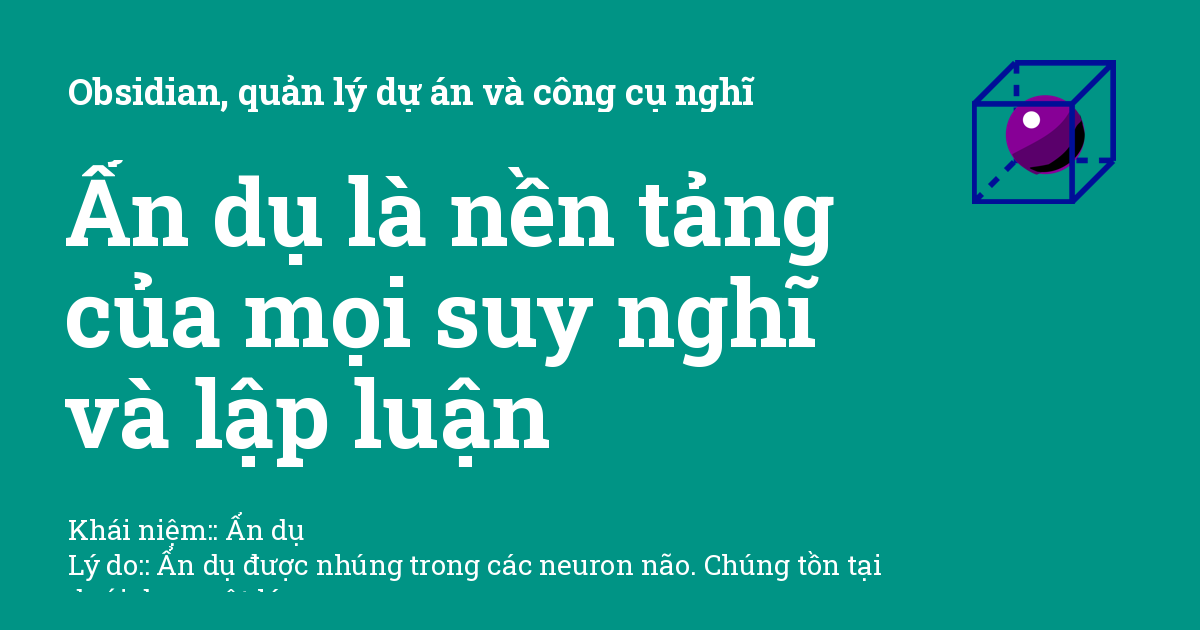 Obsidian, quản lý dự án và công cụ nghĩ
Ẩn dụ là nền tảng
của mọi suy nghĩ
và lập luận
Khái niệm:: Ẩn dụ
Lý do:: Ẩn dụ được nhúng trong các neuron não. Chúng tồn tại